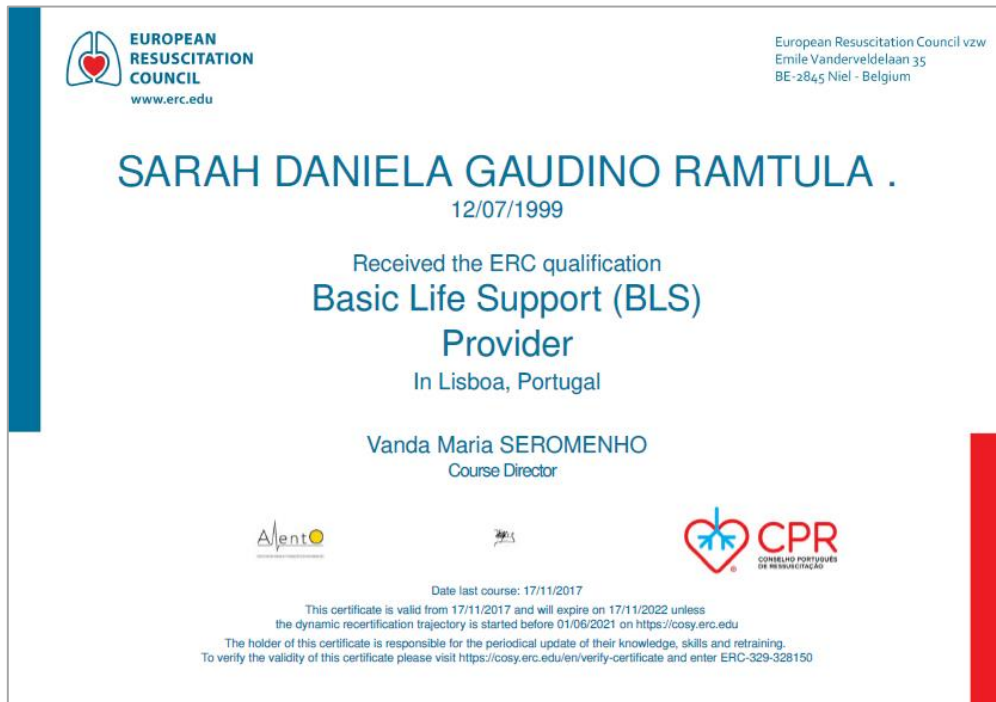 EUROPEAN
RESUSCITATION
COUNCIL
www.erc.edu
European Resuscitation Council vzw
Emile Vanderveldelaan 35
BE-2845 Niel - Belgium
SARAH DANIELA GAUDINO RAMTULA .
12/07/1999
Received the ERC qualification
Basic Life Support (BLS)
Provider
In Lisboa, Portugal
Vanda Maria SEROMENHO
Course Director
AlentO
CPR
CONSELHO PORTUGUÊS
DE RESSUSCITAÇÃO
Date last course: 17/11/2017
This certificate is valid from 17/11/2017 and will expire on 17/11/2022 unless
the dynamic recertification trajectory is started before 01/06/2021 on https://cosy.erc.edu
The holder of this certificate is responsible for the periodical update of their knowledge, skills and retraining.
To verify the validity of this certificate please visit https://cosy.erc.edu/en/verify-certificate and enter ERC-329-328150